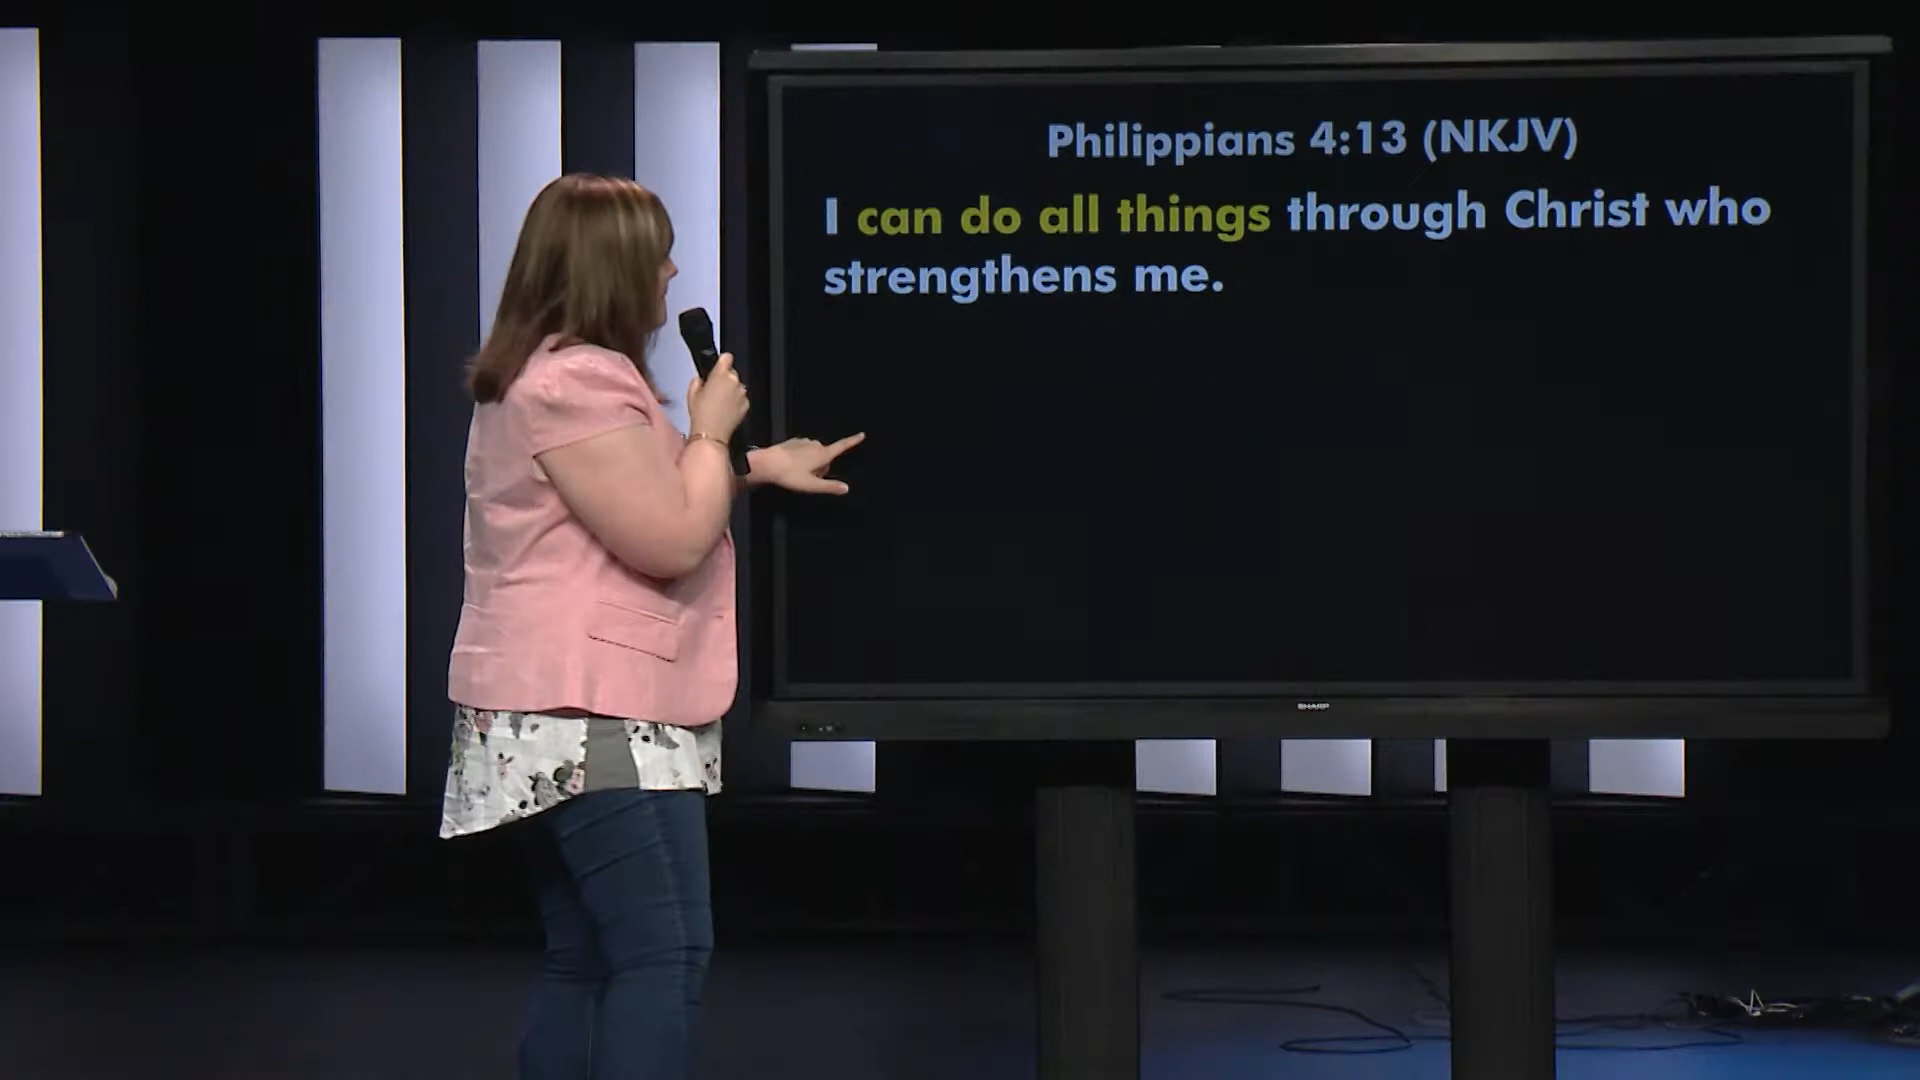 Philippians 4:13 (NKJV)
I can do all things through Christ who
strengthens me.
SHARP